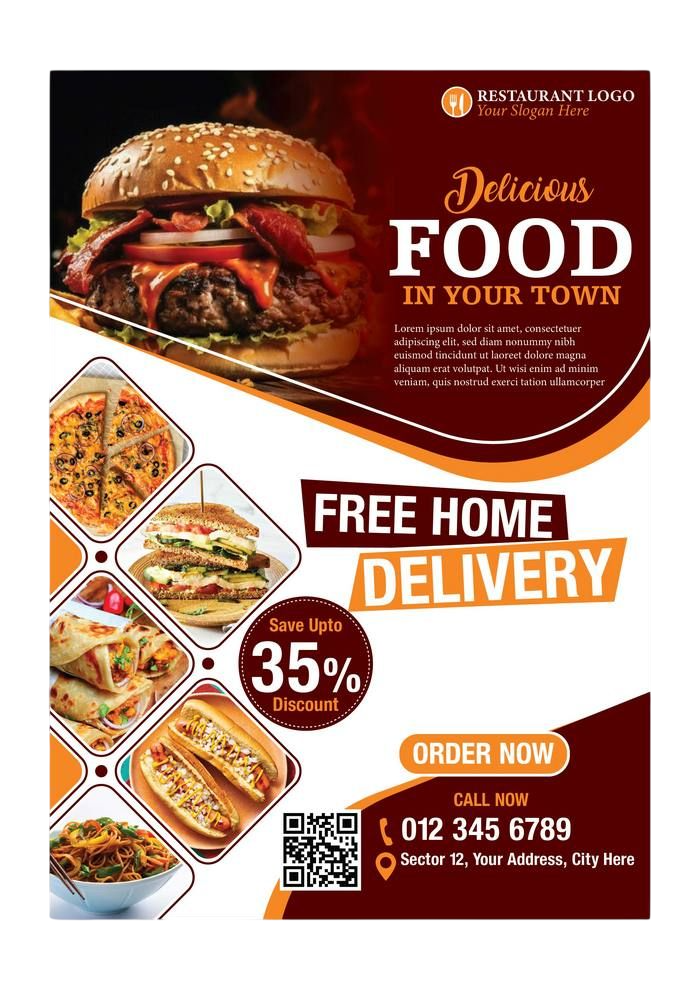 RESTAURANT LOGO
Your Slogan Here
Delicious
FOOD
IN YOUR TOWN
Lorem ipsum dolor sit amet, consectetuer
adipiscing elit, sed diam nonummy nibh
euismod tincidunt ut laoreet dolore magna
aliquam erat volutpat. Ut wisi enim ad minim
veniam, quis nostrud exerci tation ullamcorper
FREE HOME
DELIVERY
Save Upto
35%
Discount
ORDER NOW
CALL NOW
012 345 6789
Sector 12, Your Address, City Here